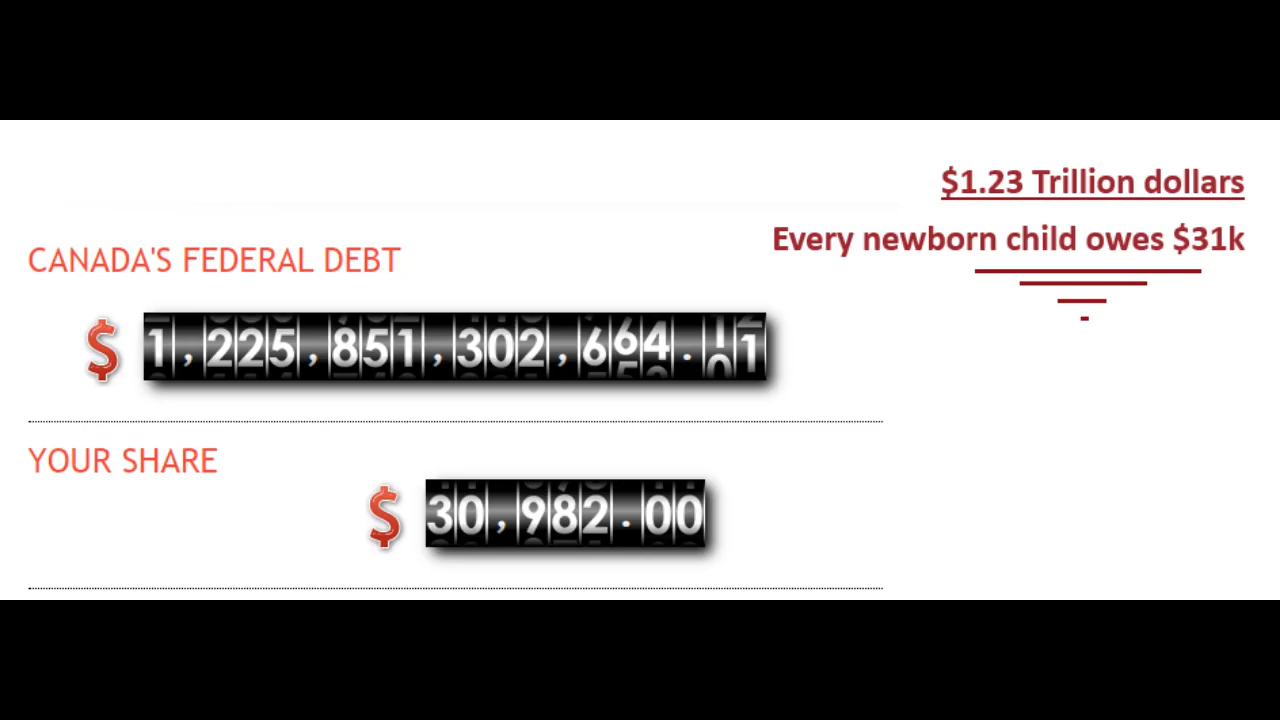 $1.23 Trillion dollars
Every newborn child owes $31k
CANADA'S FEDERAL DEBT
$ 1,225,851,302,664.11
YOUR SHARE
$ 30,982.00